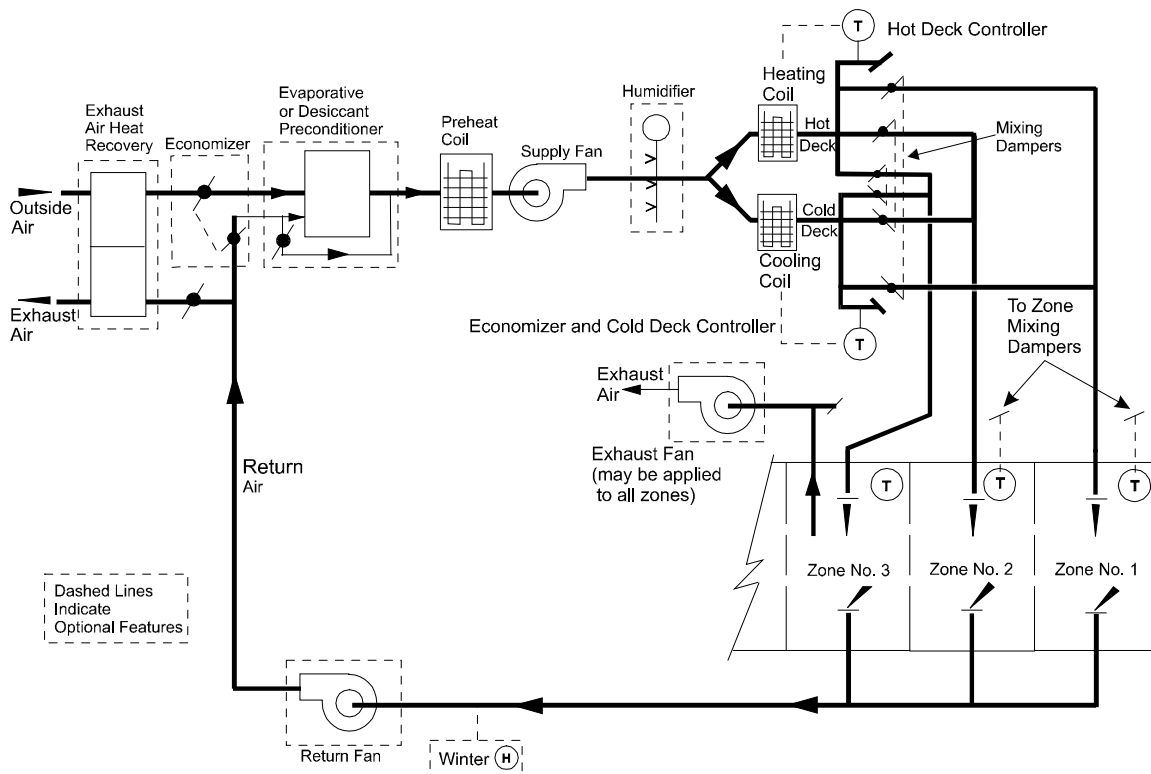 T
Hot Deck Controller
Heating
Coil
Hot
Deck
Mixing
Dampers
Exhaust
Air Heat
Recovery
Economizer
Evaporative
or Desiccant
Preconditioner
Preheat
Coil
Supply Fan
Humidifier
Outside
Air
Cold
Deck
Cooling
Coil
Exhaust
Air
Economizer and Cold Deck Controller
T
To Zone
Mixing
Dampers
Exhaust
Air
Exhaust Fan
(may be applied
to all zones)
Return
Air
T
T
T
Zone No. 3
Zone No. 2
Zone No. 1
Dashed Lines
Indicate
Optional Features
Return Fan
Winter H